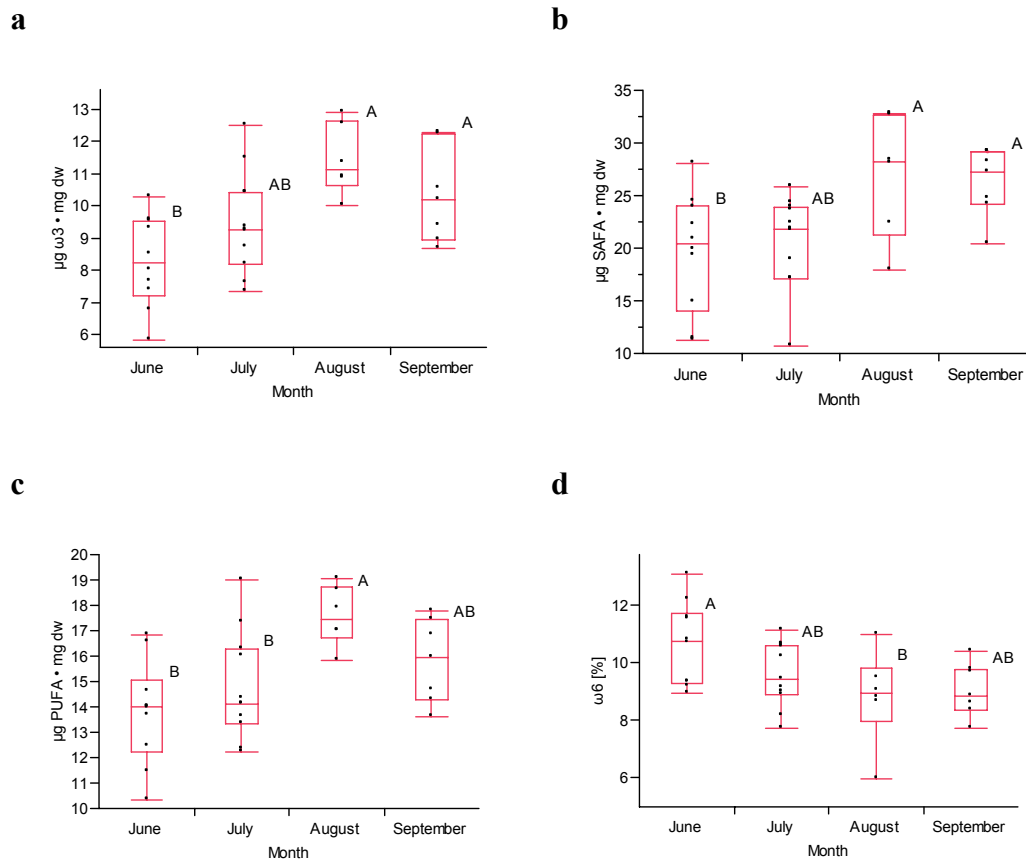 a
µg ω3 • mg dw
13
12
11
10
9
8
7
6
B
AB
A
A
June July August September
Month
b
µg SAFA • mg dw
35
30
25
20
15
10
B
AB
A
A
June July August September
Month
c
µg PUFA • mg dw
20
19
18
17
16
15
14
13
12
11
10
B
B
A
AB
June July August September
Month
d
ω6 [%]
12
10
8
6
A
AB
B
AB
June July August September
Month